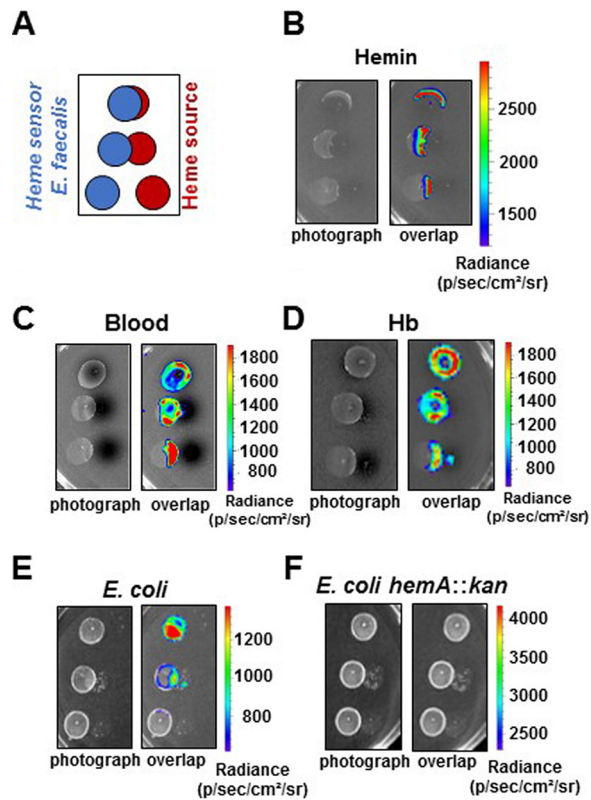 A
Heme sensor
E. faecalis
Heme source
B
Hemin
2500
2000
1500
photograph
overlap
Radiance
(p/sec/cm²/sr)
C
Blood
1800
1600
1400
1200
1000
800
photograph
overlap
Radiance
(p/sec/cm²/sr)
D
Hb
1800
1600
1400
1200
1000
800
photograph
overlap
Radiance
(p/sec/cm²/sr)
E
E. coli
1200
1000
800
photograph
overlap
Radiance
(p/sec/cm²/sr)
F
E. coli hemA::kan
4000
3500
3000
2500
photograph
overlap
Radiance
(p/sec/cm²/sr)